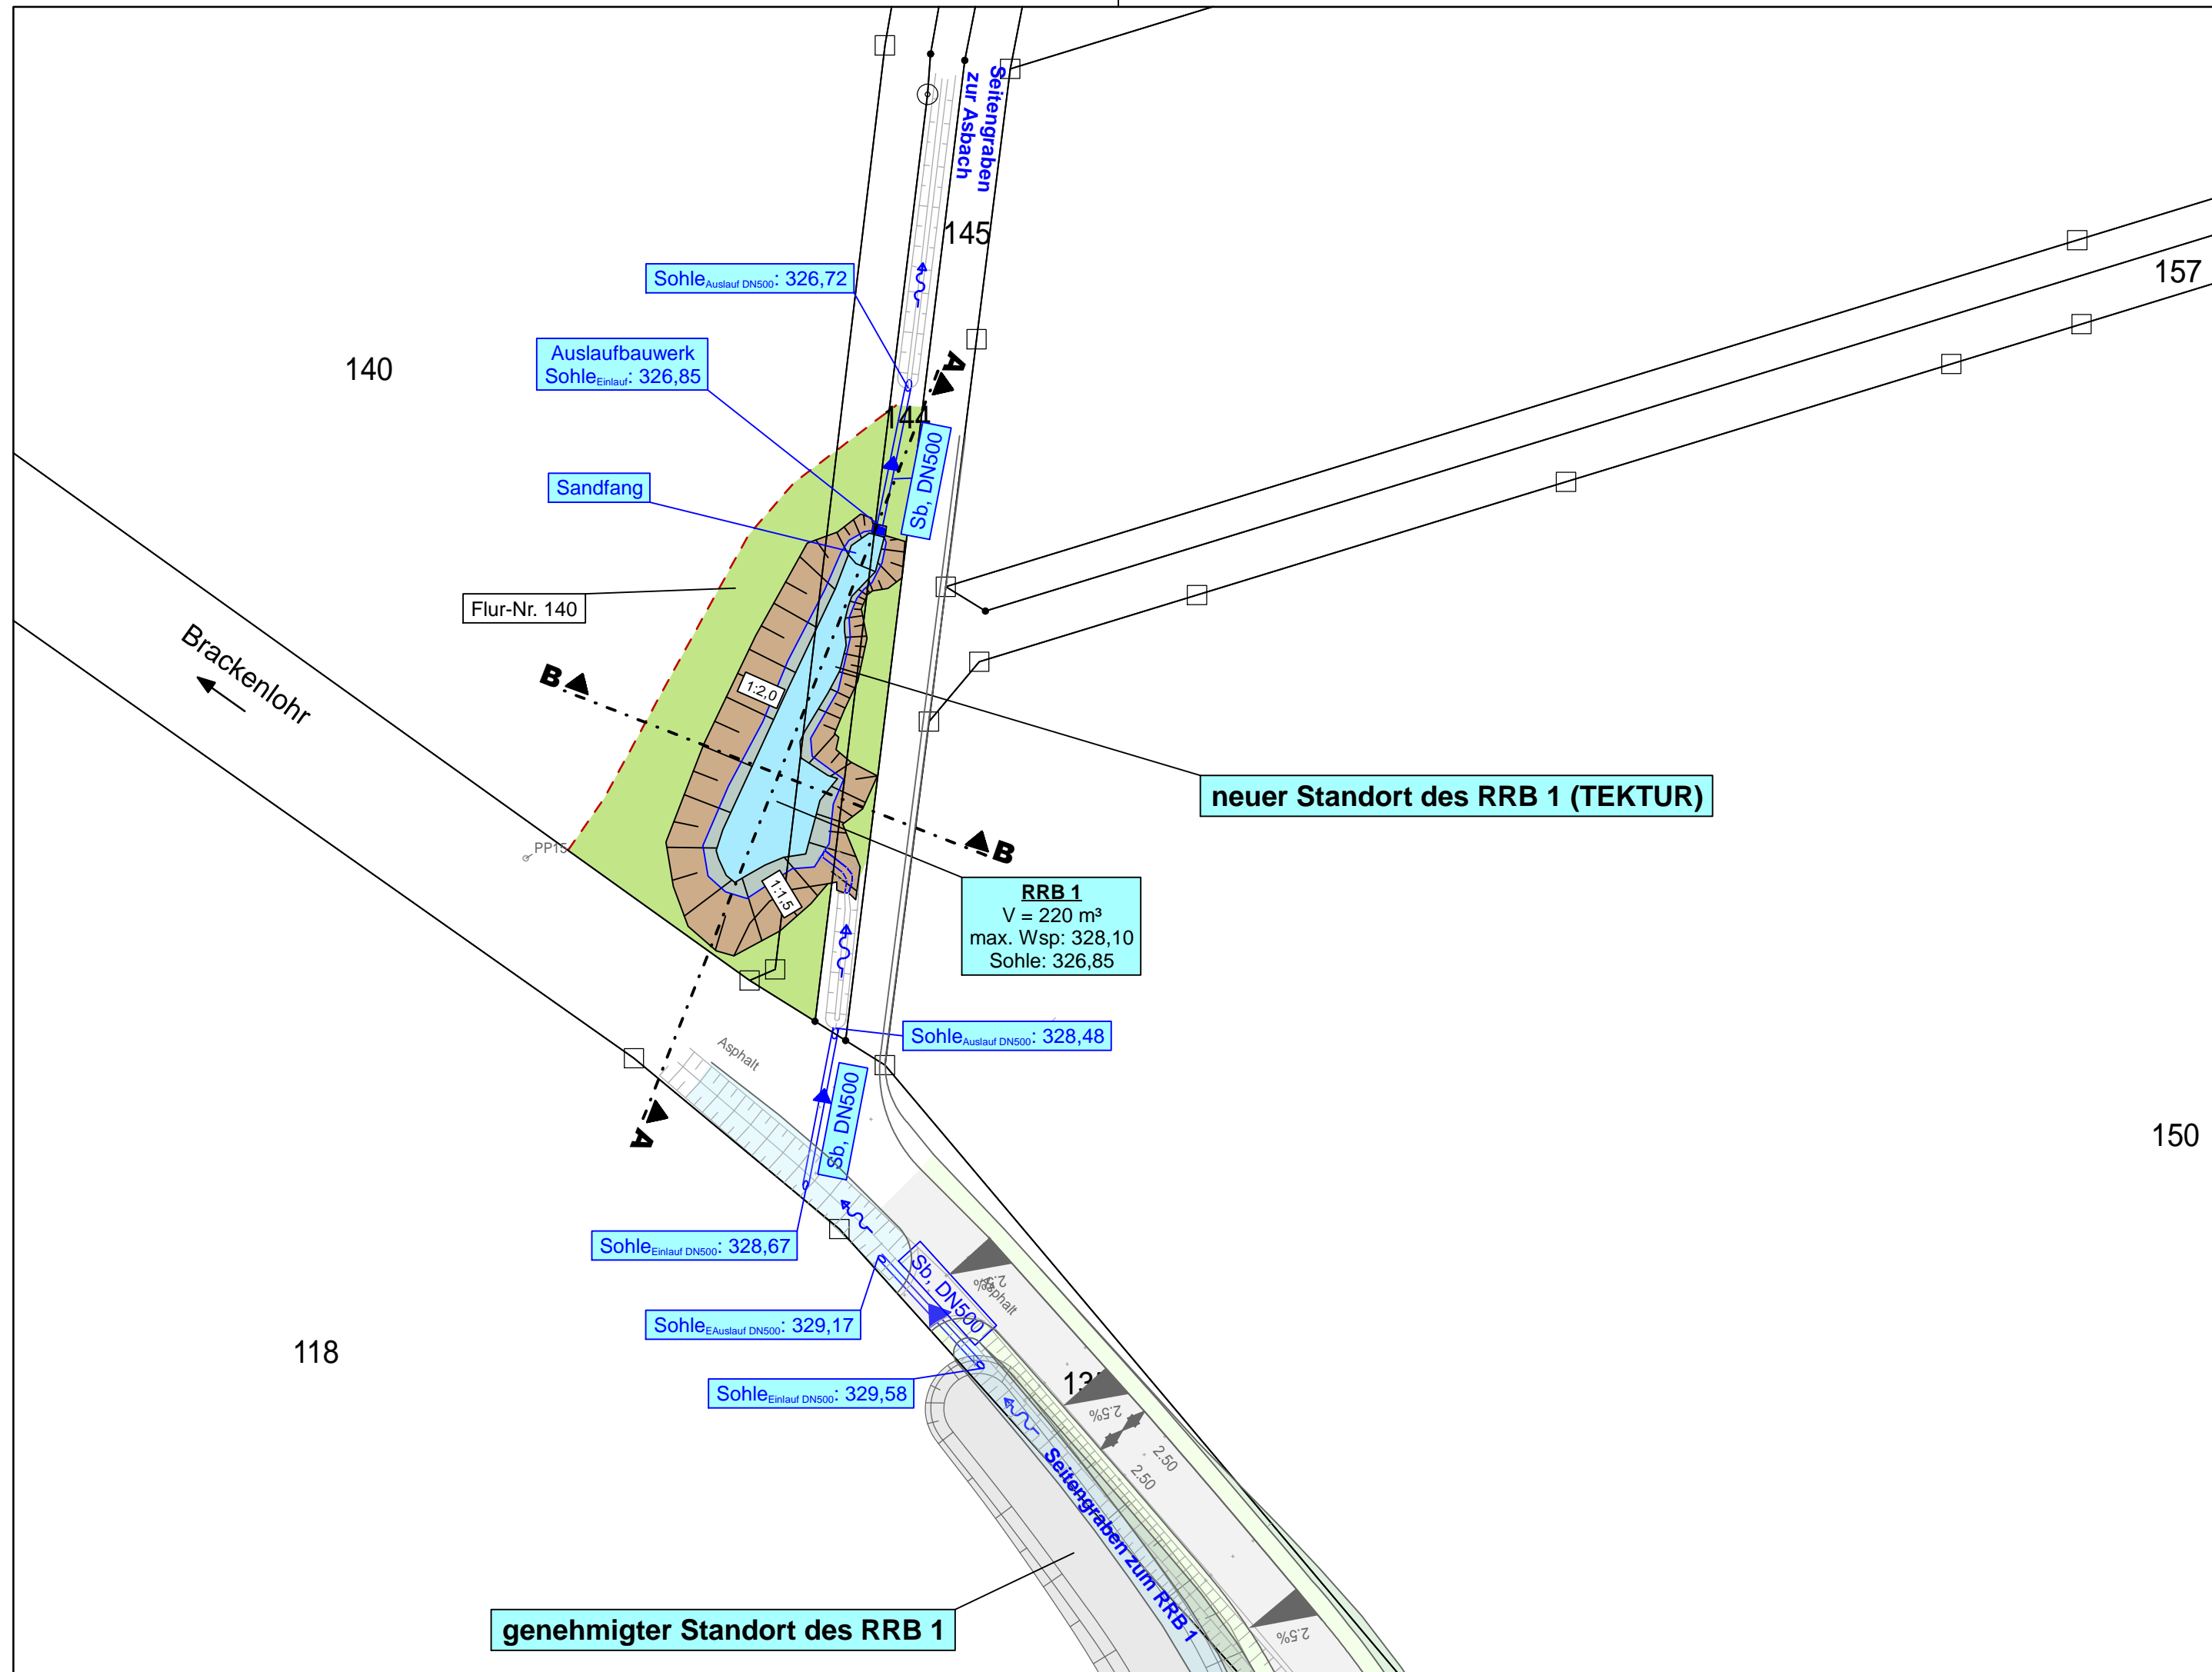 Seitengraben
zur Asbach
145
157
Sohle Auslauf DN500: 326,72
Auslaufbauwerk
Sohle Einlauf: 326,85
140
A
144
Sb, DN500
Sandfang
Flur-Nr. 140
Brackenlohr
B
1:2,0
neuer Standort des RRB 1 (TEKTUR)
PP15
B
1:1,5
RRB 1
V = 220 m³
max. Wsp: 328,10
Sohle: 326,85
Sohle Auslauf DN500: 328,48
Asphalt
Sb, DN500
A
150
Sohle Einlauf DN500: 328,67
Sb, DN500
2.5%
Asphalt
Sohle EAuslauf DN500: 329,17
118
Sohle Einlauf DN500: 329,58
2.5%
2.50
2.50
Seitengraben zum RRB 1
genehmigter Standort des RRB 1
2.5%